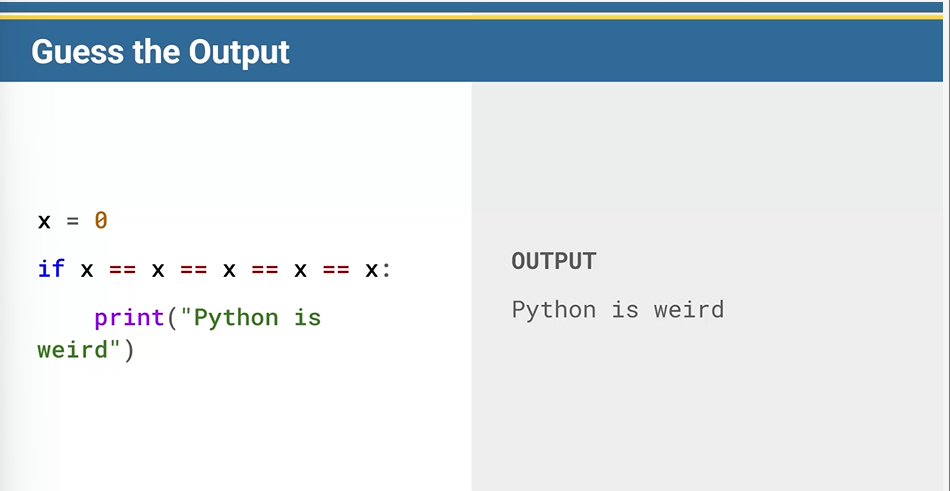 Guess the Output
x = 0
if x == x == x == x == x:
    print("Python is
weird")
OUTPUT
Python is weird